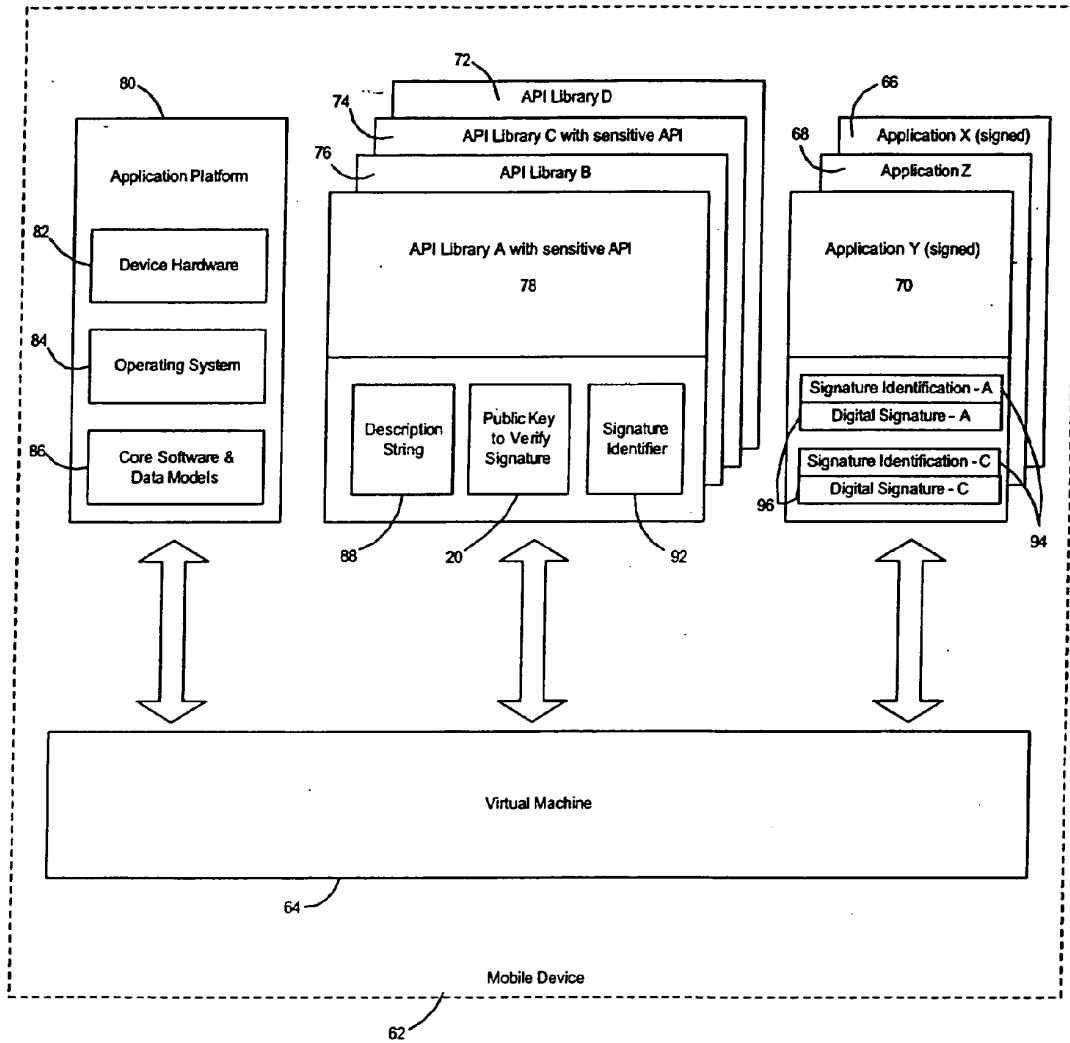 80
Application Platform
82
Device Hardware
84
Operating System
86
Core Software &
Data Models
72
API Library D
74
API Library C with sensitive API
76
API Library B
API Library A with sensitive API
78
Description
String
Public Key
to Verify
Signature
Signature
Identifier
88
20
92
66
Application X (signed)
68
Application Z
Application Y (signed)
70
Signature Identification - A
Digital Signature - A
Signature Identification - C
Digital Signature - C
96
94
Virtual Machine
64
Mobile Device
62